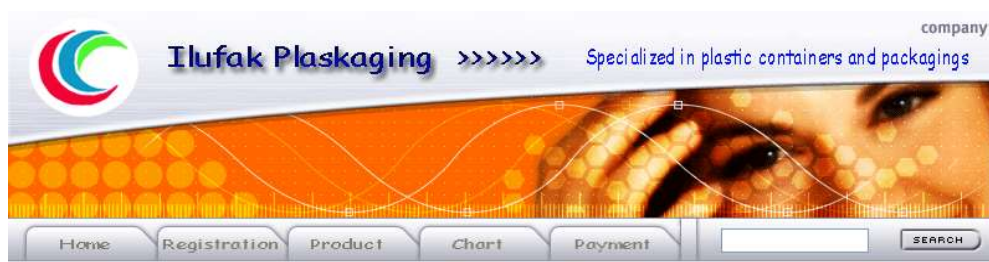 company
Ilufak Plaskaging >>>>>> Specialized in plastic containers and packagings
Home Registration Product Chart Payment SEARCH